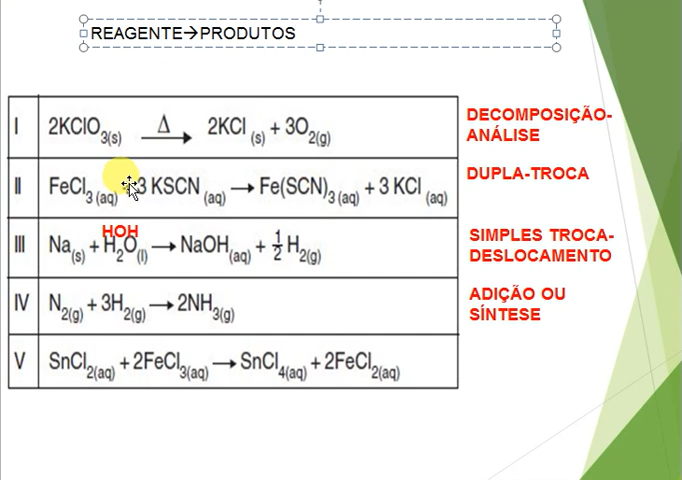 REAGENTE→PRODUTOS
I 2KClO3(s) Δ→ 2KCl (s) + 3O2(g) DECOMPOSIÇÃO-
ANÁLISE
II FeCl3 (aq) + 3 KSCN (aq) → Fe(SCN)3 (aq) + 3 KCl (aq) DUPLA-TROCA
HOH
III Na(s) + H2O(l) → NaOH(aq) + 1/2 H2(g) SIMPLES TROCA-
DESLOCAMENTO
IV N2(g) + 3H2(g) → 2NH3(g) ADIÇÃO OU
SÍNTESE
V SnCl2(aq) + 2FeCl3(aq) → SnCl4(aq) + 2FeCl2(aq)